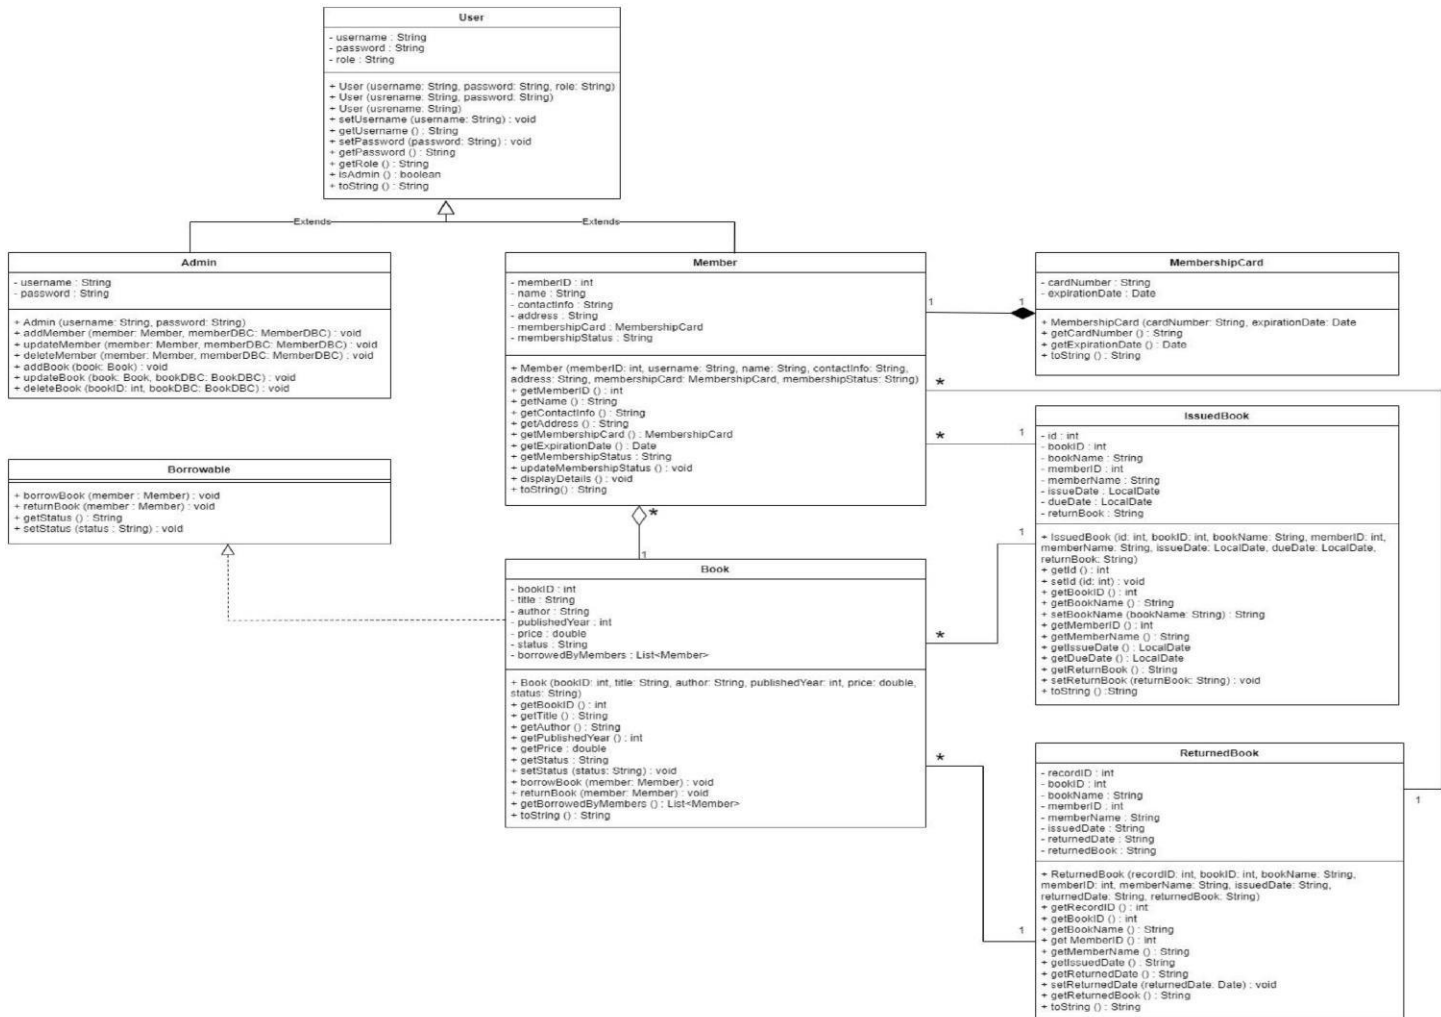 User
- username : String
- password : String
- role : String
+ User (username: String, password: String, role: String)
+ User (usrename: String, password: String)
+ User (usrename: String)
+ setUsername (username: String) : void
+ getUsername () : String
+ setPassword (password: String) : void
+ getPassword () : String
+ getRole () : String
+ isAdmin () : boolean
+ toString () : String
Extends
Extends
Admin
- username : String
- password : String
+ Admin (username: String, password: String)
+ addMember (member: Member, memberDBC: MemberDBC) : void
+ updateMember (member: Member, memberDBC: MemberDBC) : void
+ deleteMember (member: Member, memberDBC: MemberDBC) : void
+ addBook (book: Book) : void
+ updateBook (book: Book, bookDBC: BookDBC) : void
+ deleteBook (bookID: int, bookDBC: BookDBC) : void
Member
- memberID : int
- name : String
- contactInfo : String
- address : String
- membershipCard : MembershipCard
- membershipStatus : String
+ Member (memberID: int, username: String, name: String, contactInfo: String,
address: String, membershipCard: MembershipCard, membershipStatus: String)
+ getMemberID () : int
+ getName () : String
+ getContactInfo () : String
+ getAddress () : String
+ getMembershipCard () : MembershipCard
+ getExpirationDate () : Date
+ getMembershipStatus : String
+ updateMembershipStatus () : void
+ displayDetails () : void
+ toString() : String
1
1
MembershipCard
- cardNumber : String
- expirationDate : Date
+ MembershipCard (cardNumber: String, expirationDate: Date
+ getCardNumber () : String
+ getExpirationDate () : Date
+ toString () : String
*
*
1
Borrowable
+ borrowBook (member : Member) : void
+ returnBook (member : Member) : void
+ getStatus () : String
+ setStatus (status : String) : void
IssuedBook
- id : int
- bookID : int
- bookName : String
- memberID : int
- memberName : String
- issueDate : LocalDate
- dueDate : LocalDate
- returnBook : String
+ IssuedBook (id: int, bookID: int, bookName: String, memberID: int,
memberName: String, issueDate: LocalDate, dueDate: LocalDate,
returnBook: String)
+ getId () : int
+ setId (id: int) : void
+ getBookID () : int
+ getBookName () : String
+ setBookName (bookName: String) : String
+ getMemberID () : int
+ getMemberName () : String
+ getIssueDate () : LocalDate
+ getDueDate () : LocalDate
+ getReturnBook () : String
+ setReturnBook (returnBook: String) : void
+ toString () :String
*
1
1
*
Book
- bookID : int
- title : String
- author : String
- publishedYear : int
- price : double
- status : String
- borrowedByMembers : List<Member>
+ Book (bookID: int, title: String, author: String, publishedYear: int, price: double,
status: String)
+ getBookID () : int
+ getTitle () : String
+ getAuthor () : String
+ getPublishedYear () : int
+ getPrice : double
+ getStatus : String
+ setStatus (status: String) : void
+ borrowBook (member: Member) : void
+ returnBook (member: Member) : void
+ getBorrowedByMembers () : List<Member>
+ toString () : String
*
1
1
ReturnedBook
- recordID : int
- bookID : int
- bookName : String
- memberID : int
- memberName : String
- issuedDate : String
- returnedDate : String
- returnedBook : String
+ ReturnedBook (recordID: int, bookID: int, bookName: String,
memberID: int, memberName: String, issuedDate: String,
returnedDate: String, returnedBook: String)
+ getRecordID () : int
+ getBookID () : int
+ getBookName () : String
+ get MemberID () : int
+ getMemberName () : String
+ getIssuedDate () : String
+ getReturnedDate () : String
+ setReturnedDate (returnedDate: Date) : void
+ getReturnedBook () : String
+ toString () : String